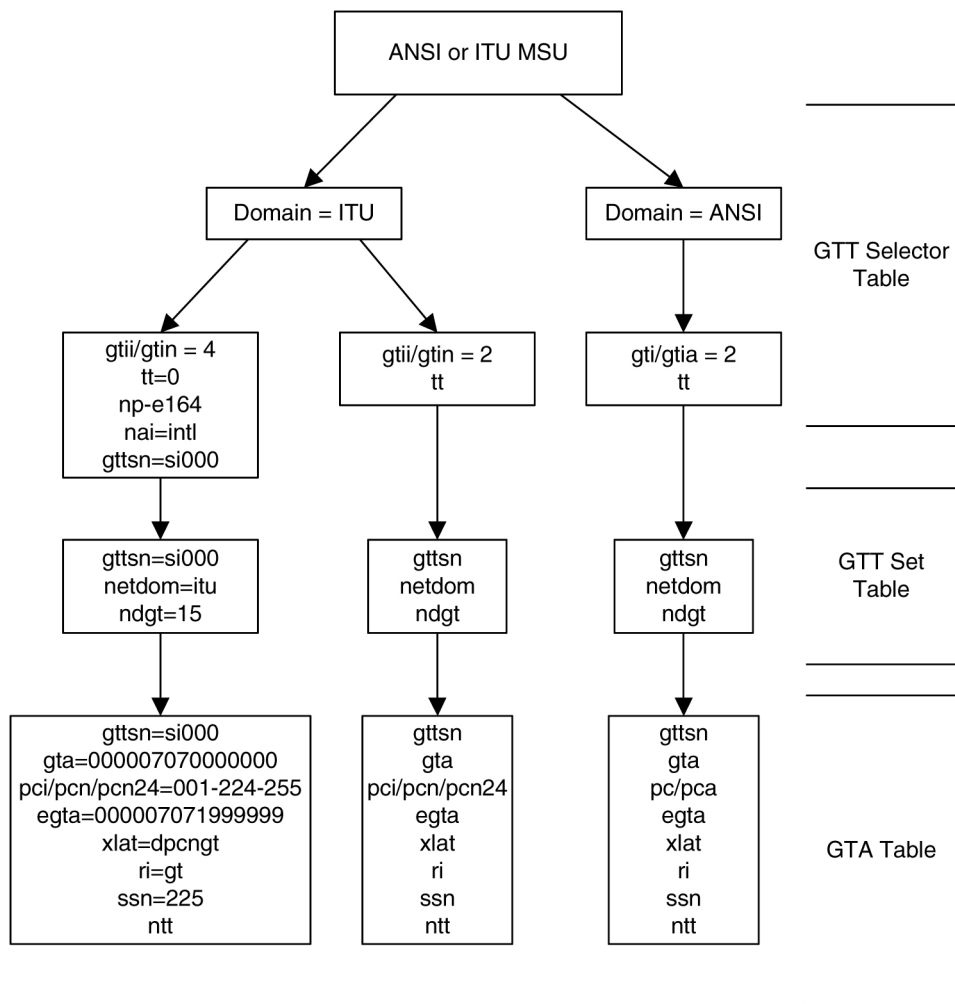 ANSI or ITU MSU
Domain = ITU
Domain = ANSI
GTT Selector
Table
gtii/gtin = 4
tt=0
np-e164
nai=intl
gttsn=si000
gtii/gtin = 2
tt
gti/gtia = 2
tt
gttsn=si000
netdom=itu
ndgt=15
gttsn
netdom
ndgt
gttsn
netdom
ndgt
GTT Set
Table
gttsn=si000
gta=000007070000000
pci/pcn/pcn24=001-224-255
egta=000007071999999
xlat=dpcngt
ri=gt
ssn=225
ntt
gttsn
gta
pci/pcn/pcn24
egta
xlat
ri
ssn
ntt
gttsn
gta
pc/pca
egta
xlat
ri
ssn
ntt
GTA Table